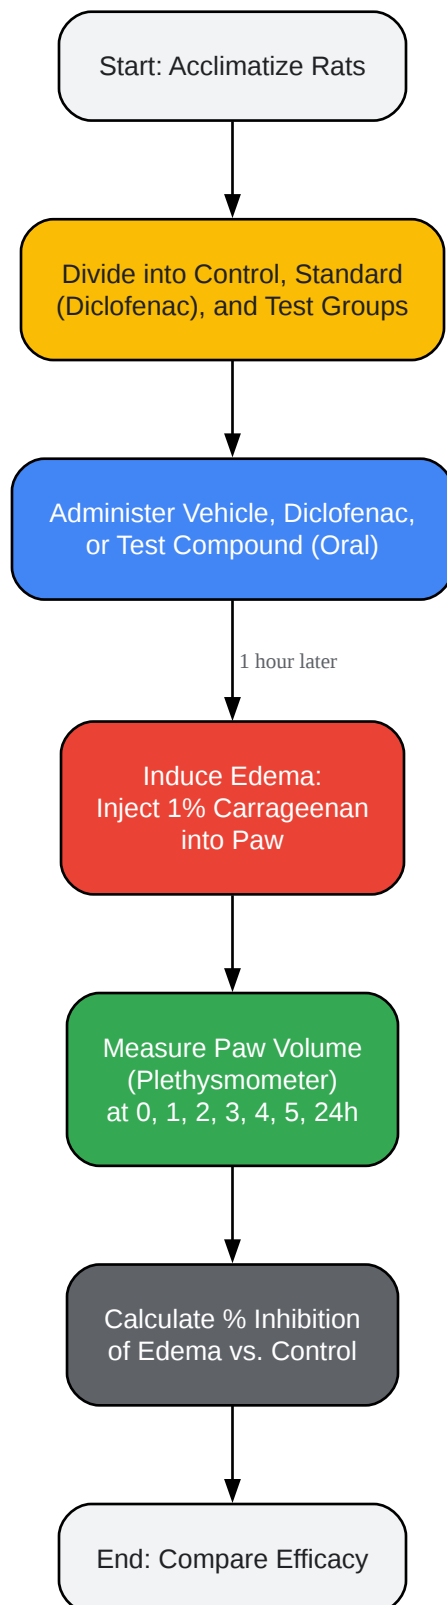 Start: Acclimatize Rats
Divide into Control, Standard
(Diclofenac), and Test Groups
Administer Vehicle, Diclofenac,
or Test Compound (Oral)
1 hour later
Induce Edema:
Inject 1% Carrageenan
into Paw
Measure Paw Volume
(Plethysmometer)
at 0, 1, 2, 3, 4, 5, 24h
Calculate % Inhibition
of Edema vs. Control
End: Compare Efficacy